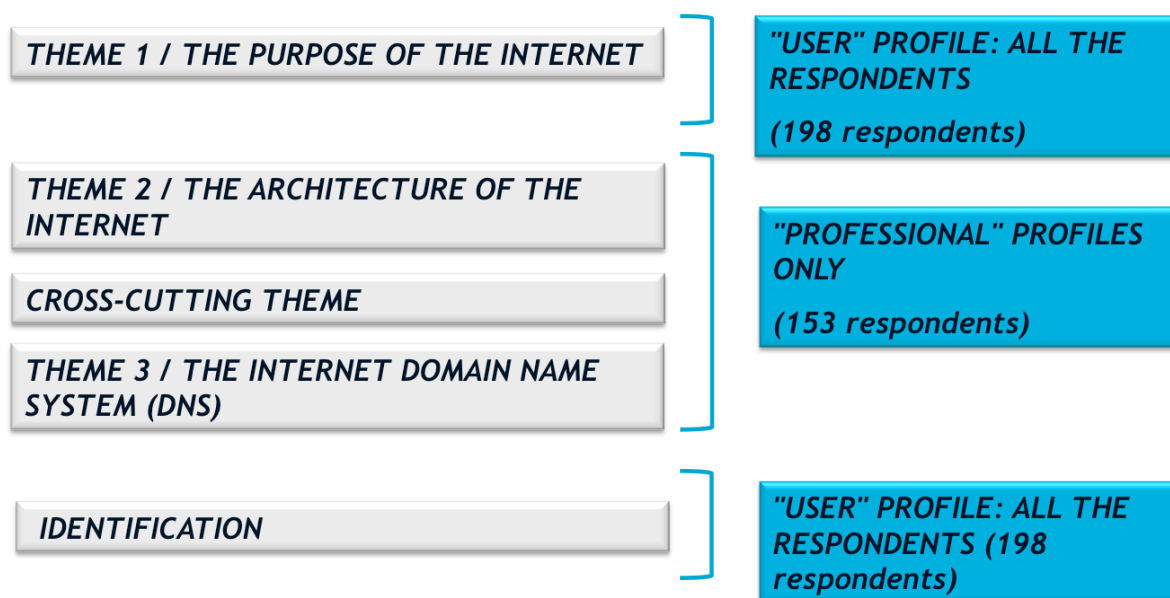 THEME 1 / THE PURPOSE OF THE INTERNET
"USER" PROFILE: ALL THE
RESPONDENTS
(198 respondents)
THEME 2 / THE ARCHITECTURE OF THE
INTERNET
CROSS-CUTTING THEME
THEME 3 / THE INTERNET DOMAIN NAME
SYSTEM (DNS)
"PROFESSIONAL" PROFILES
ONLY
(153 respondents)
IDENTIFICATION
"USER" PROFILE: ALL THE
RESPONDENTS (198
respondents)